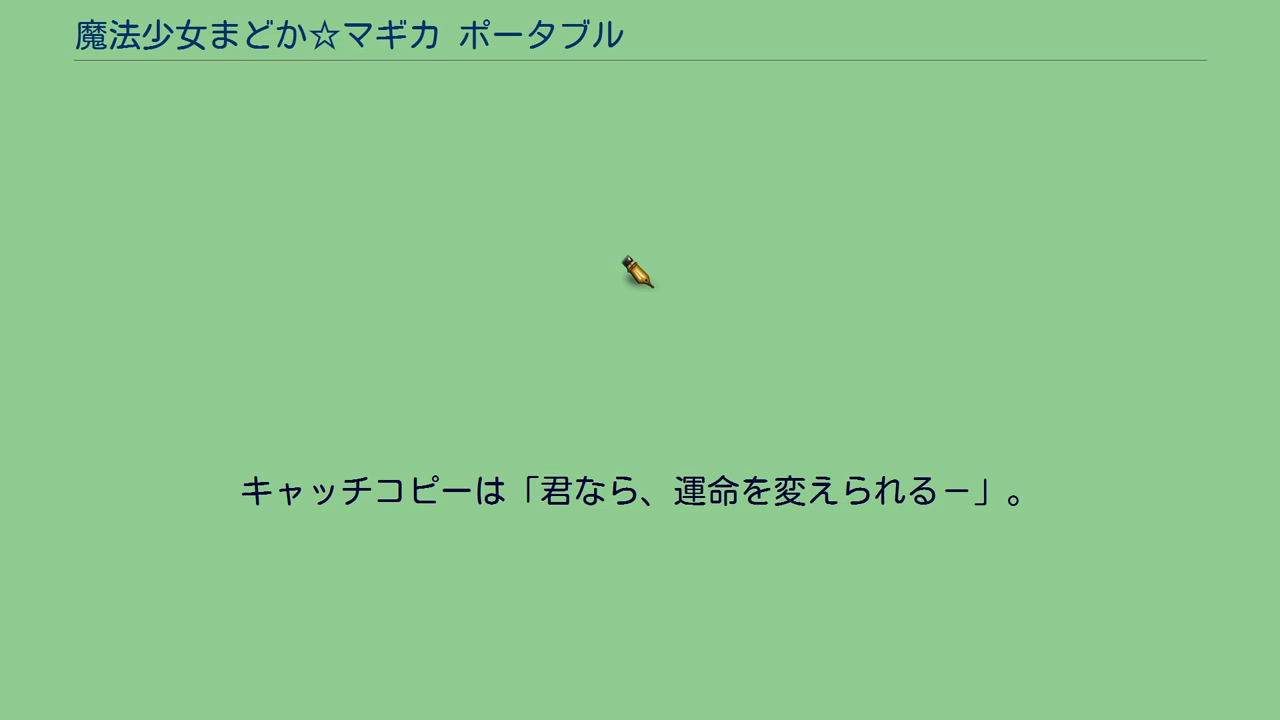 魔法少女まどか☆マギカ ポータブル
キャッチコピーは「君なら、運命を変えられる－」。